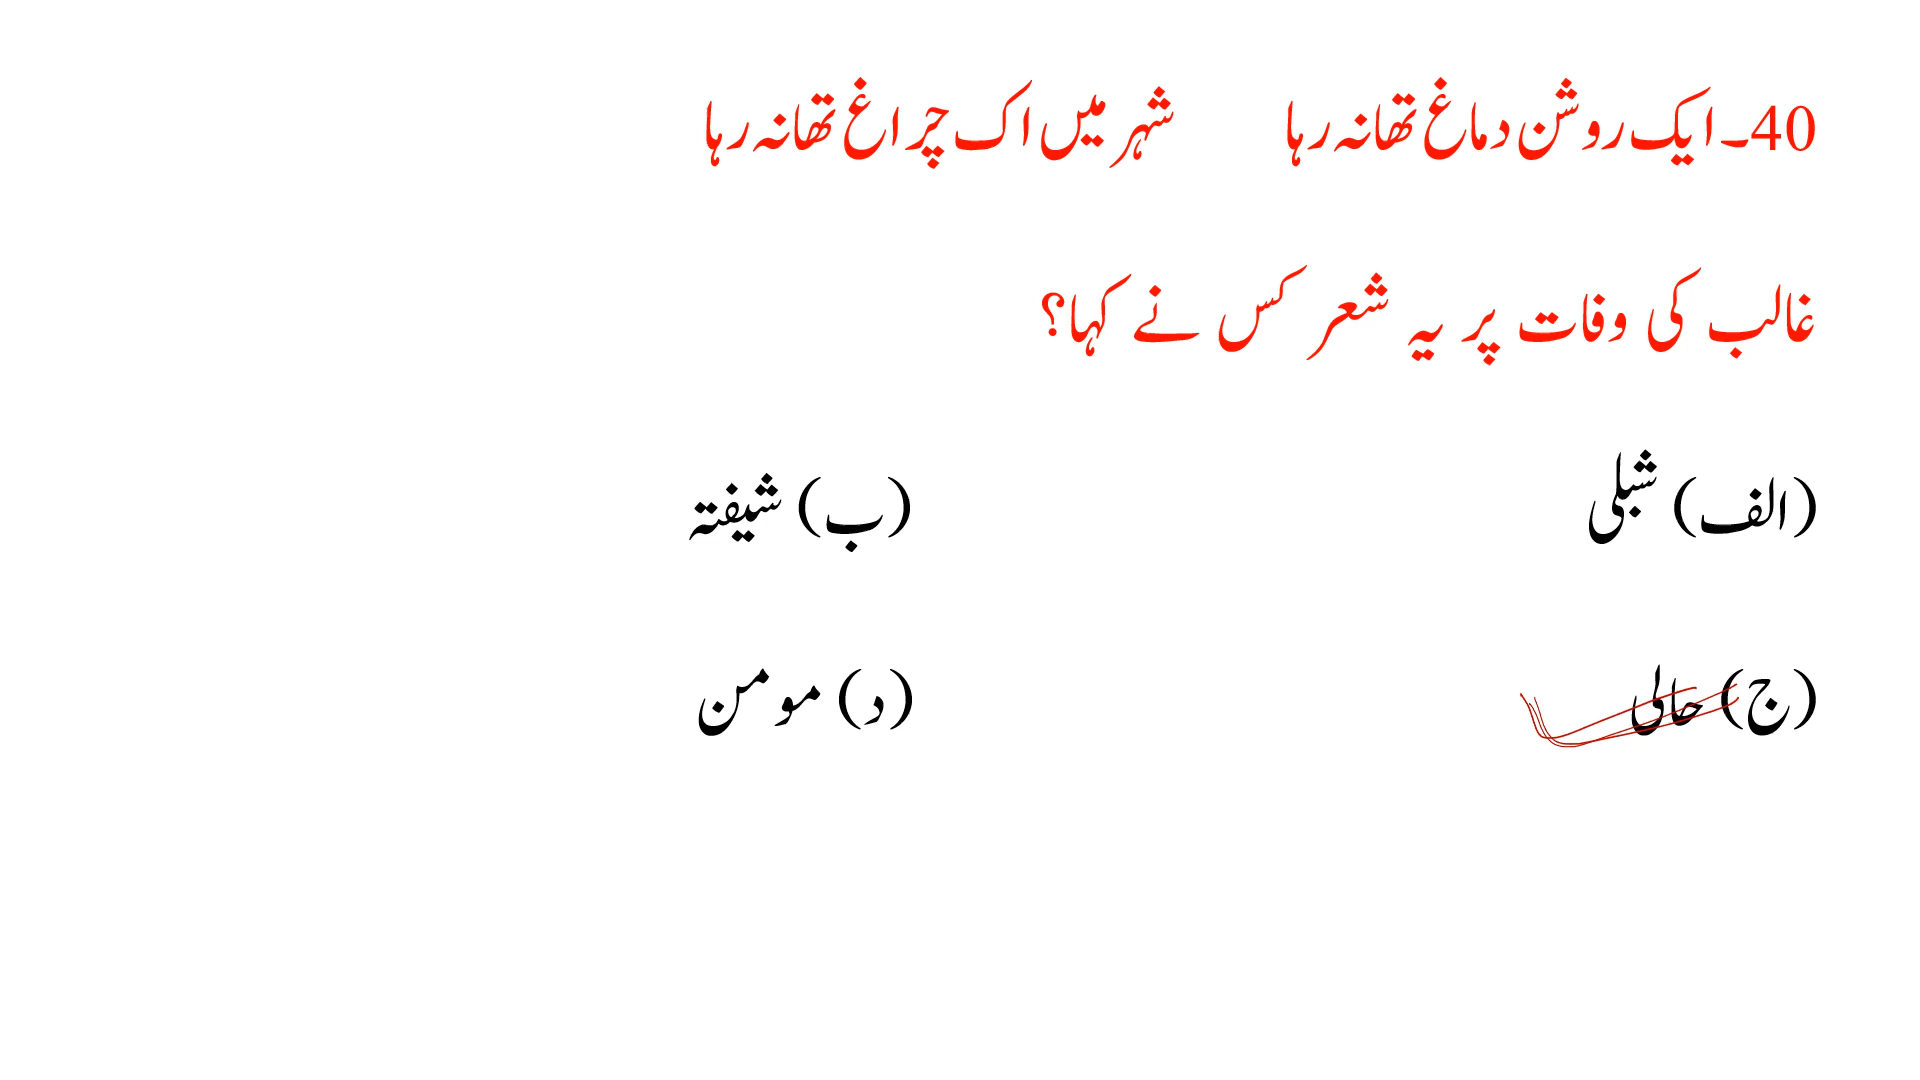 40۔ ایک روشن دماغ تھا نہ رہا شہر میں اک چراغ تھا نہ رہا
غالب کی وفات پر یہ شعر کس نے کہا؟
(الف) شبلی (ب) شیفتہ
(ج) حالی (د) مومن